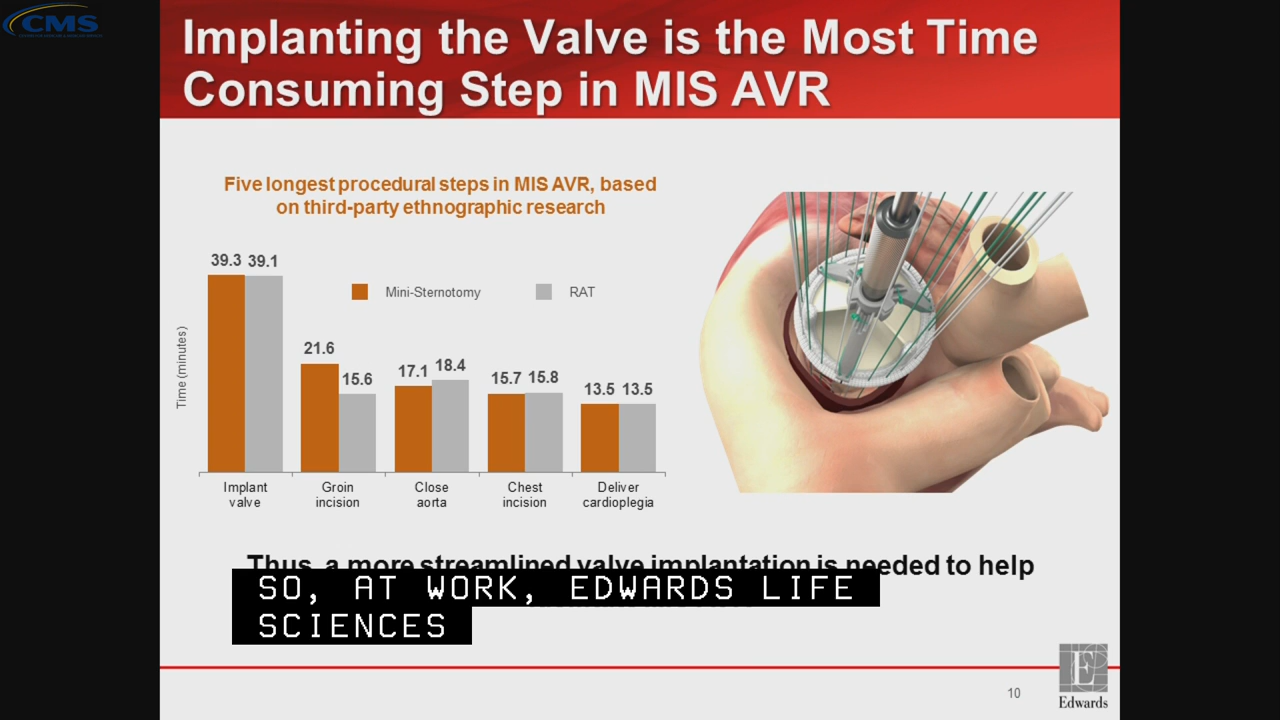 CMS
Implanting the Valve is the Most Time
Consuming Step in MIS AVR
Five longest procedural steps in MIS AVR, based
on third-party ethnographic research
39.3 39.1
Mini-Sternotomy
RAT
21.6
15.6
17.1
18.4
15.7 15.8
13.5 13.5
Time (minutes)
Implant
valve
Groin
incision
Close
aorta
Chest
incision
Deliver
cardioplegia
Thus, a more streamlined valve implantation is needed to help
SO, AT WORK, EDWARDS LIFE
SCIENCES
10
E
Edwards